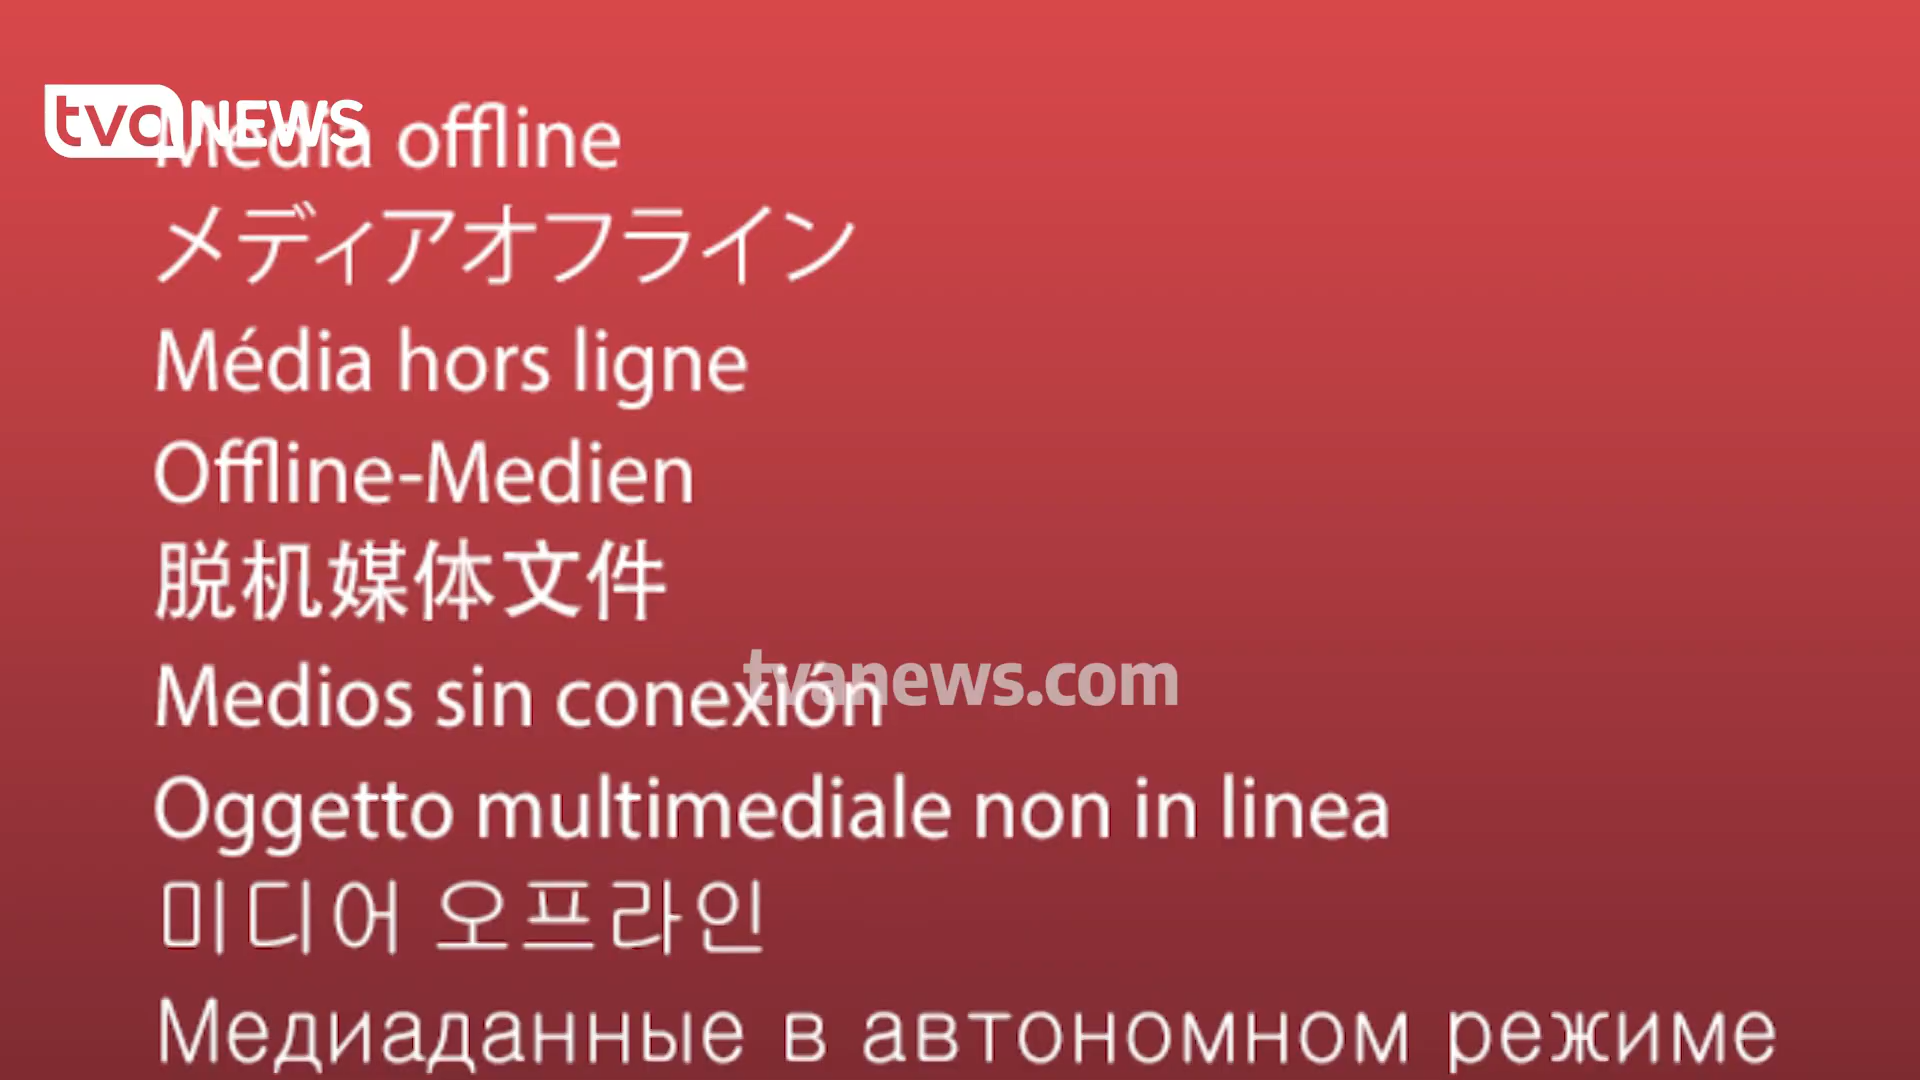 tva NEWS
Media offline
メディアオフライン
Média hors ligne
Offline-Medien
脱机媒体文件
tvanews.com
Medios sin conexión
Oggetto multimediale non in linea
미디어 오프라인
Медиаданные в автономном режиме